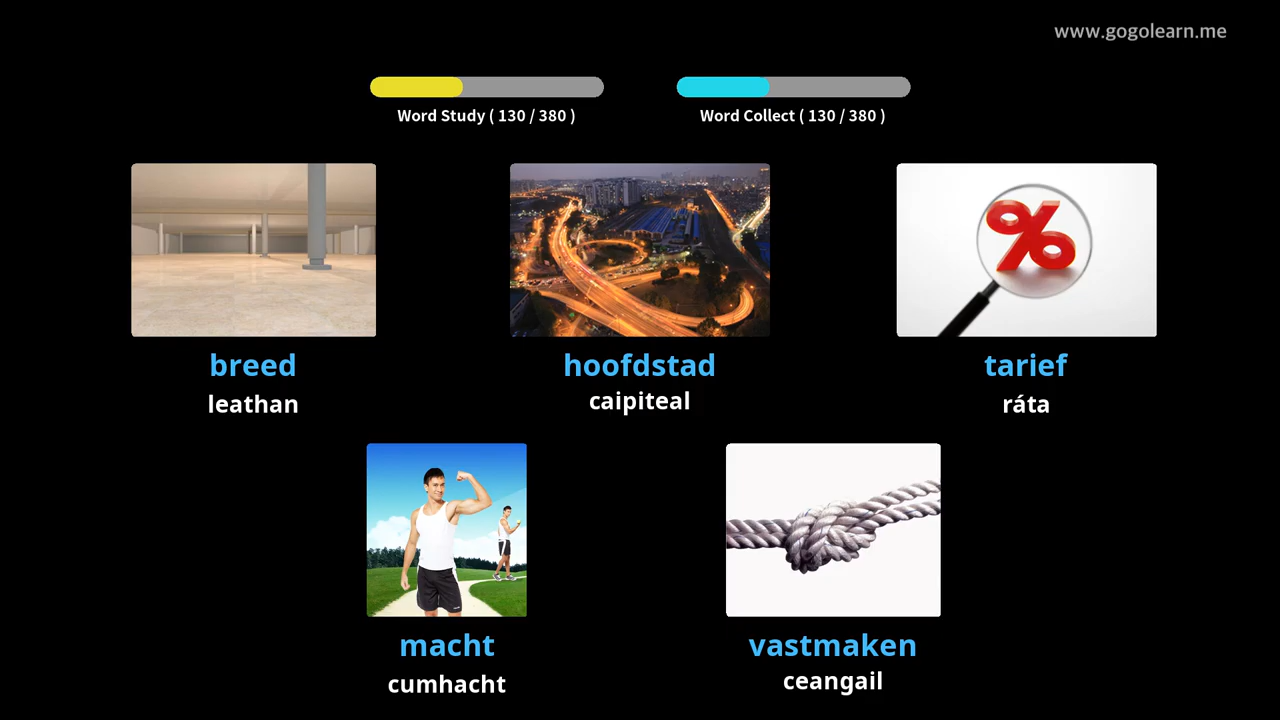 www.gogolearn.me
Word Study ( 130 / 380 )
Word Collect ( 130 / 380 )
breed
leathan
hoofdstad
caipiteal
tarief
ráta
macht
cumhacht
vastmaken
ceangail